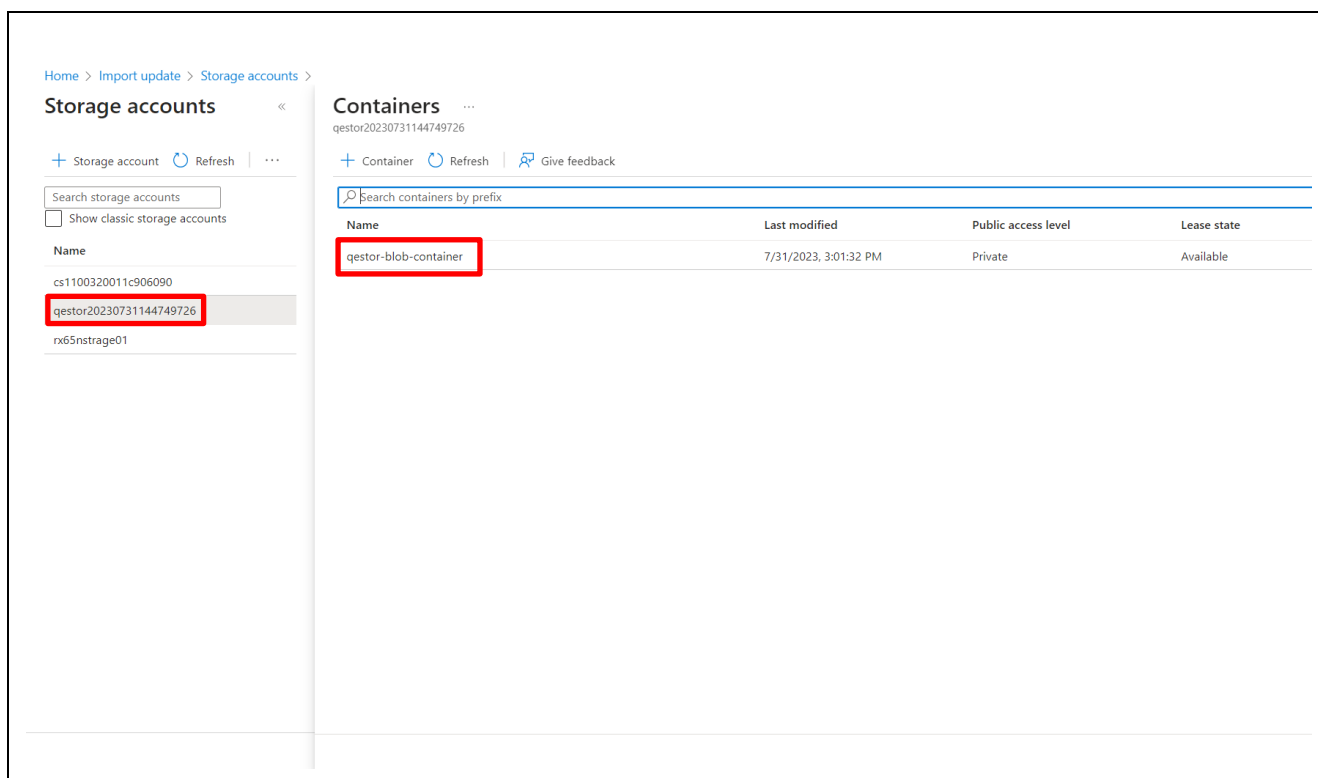 Home > Import update > Storage accounts >
Storage accounts «
+ Storage account Refresh ...
Search storage accounts
Show classic storage accounts
Name
cs1100320011c906090
qestor20230731144749726
rx65nstrage01
Containers ...
qestor20230731144749726
+ Container Refresh Give feedback
Search containers by prefix
Name Last modified Public access level Lease state
qestor-blob-container 7/31/2023, 3:01:32 PM Private Available